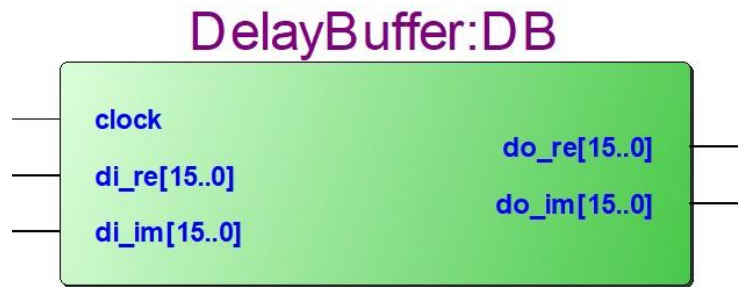 DelayBuffer:DB
clock
di_re[15..0]
di_im[15..0]
do_re[15..0]
do_im[15..0]